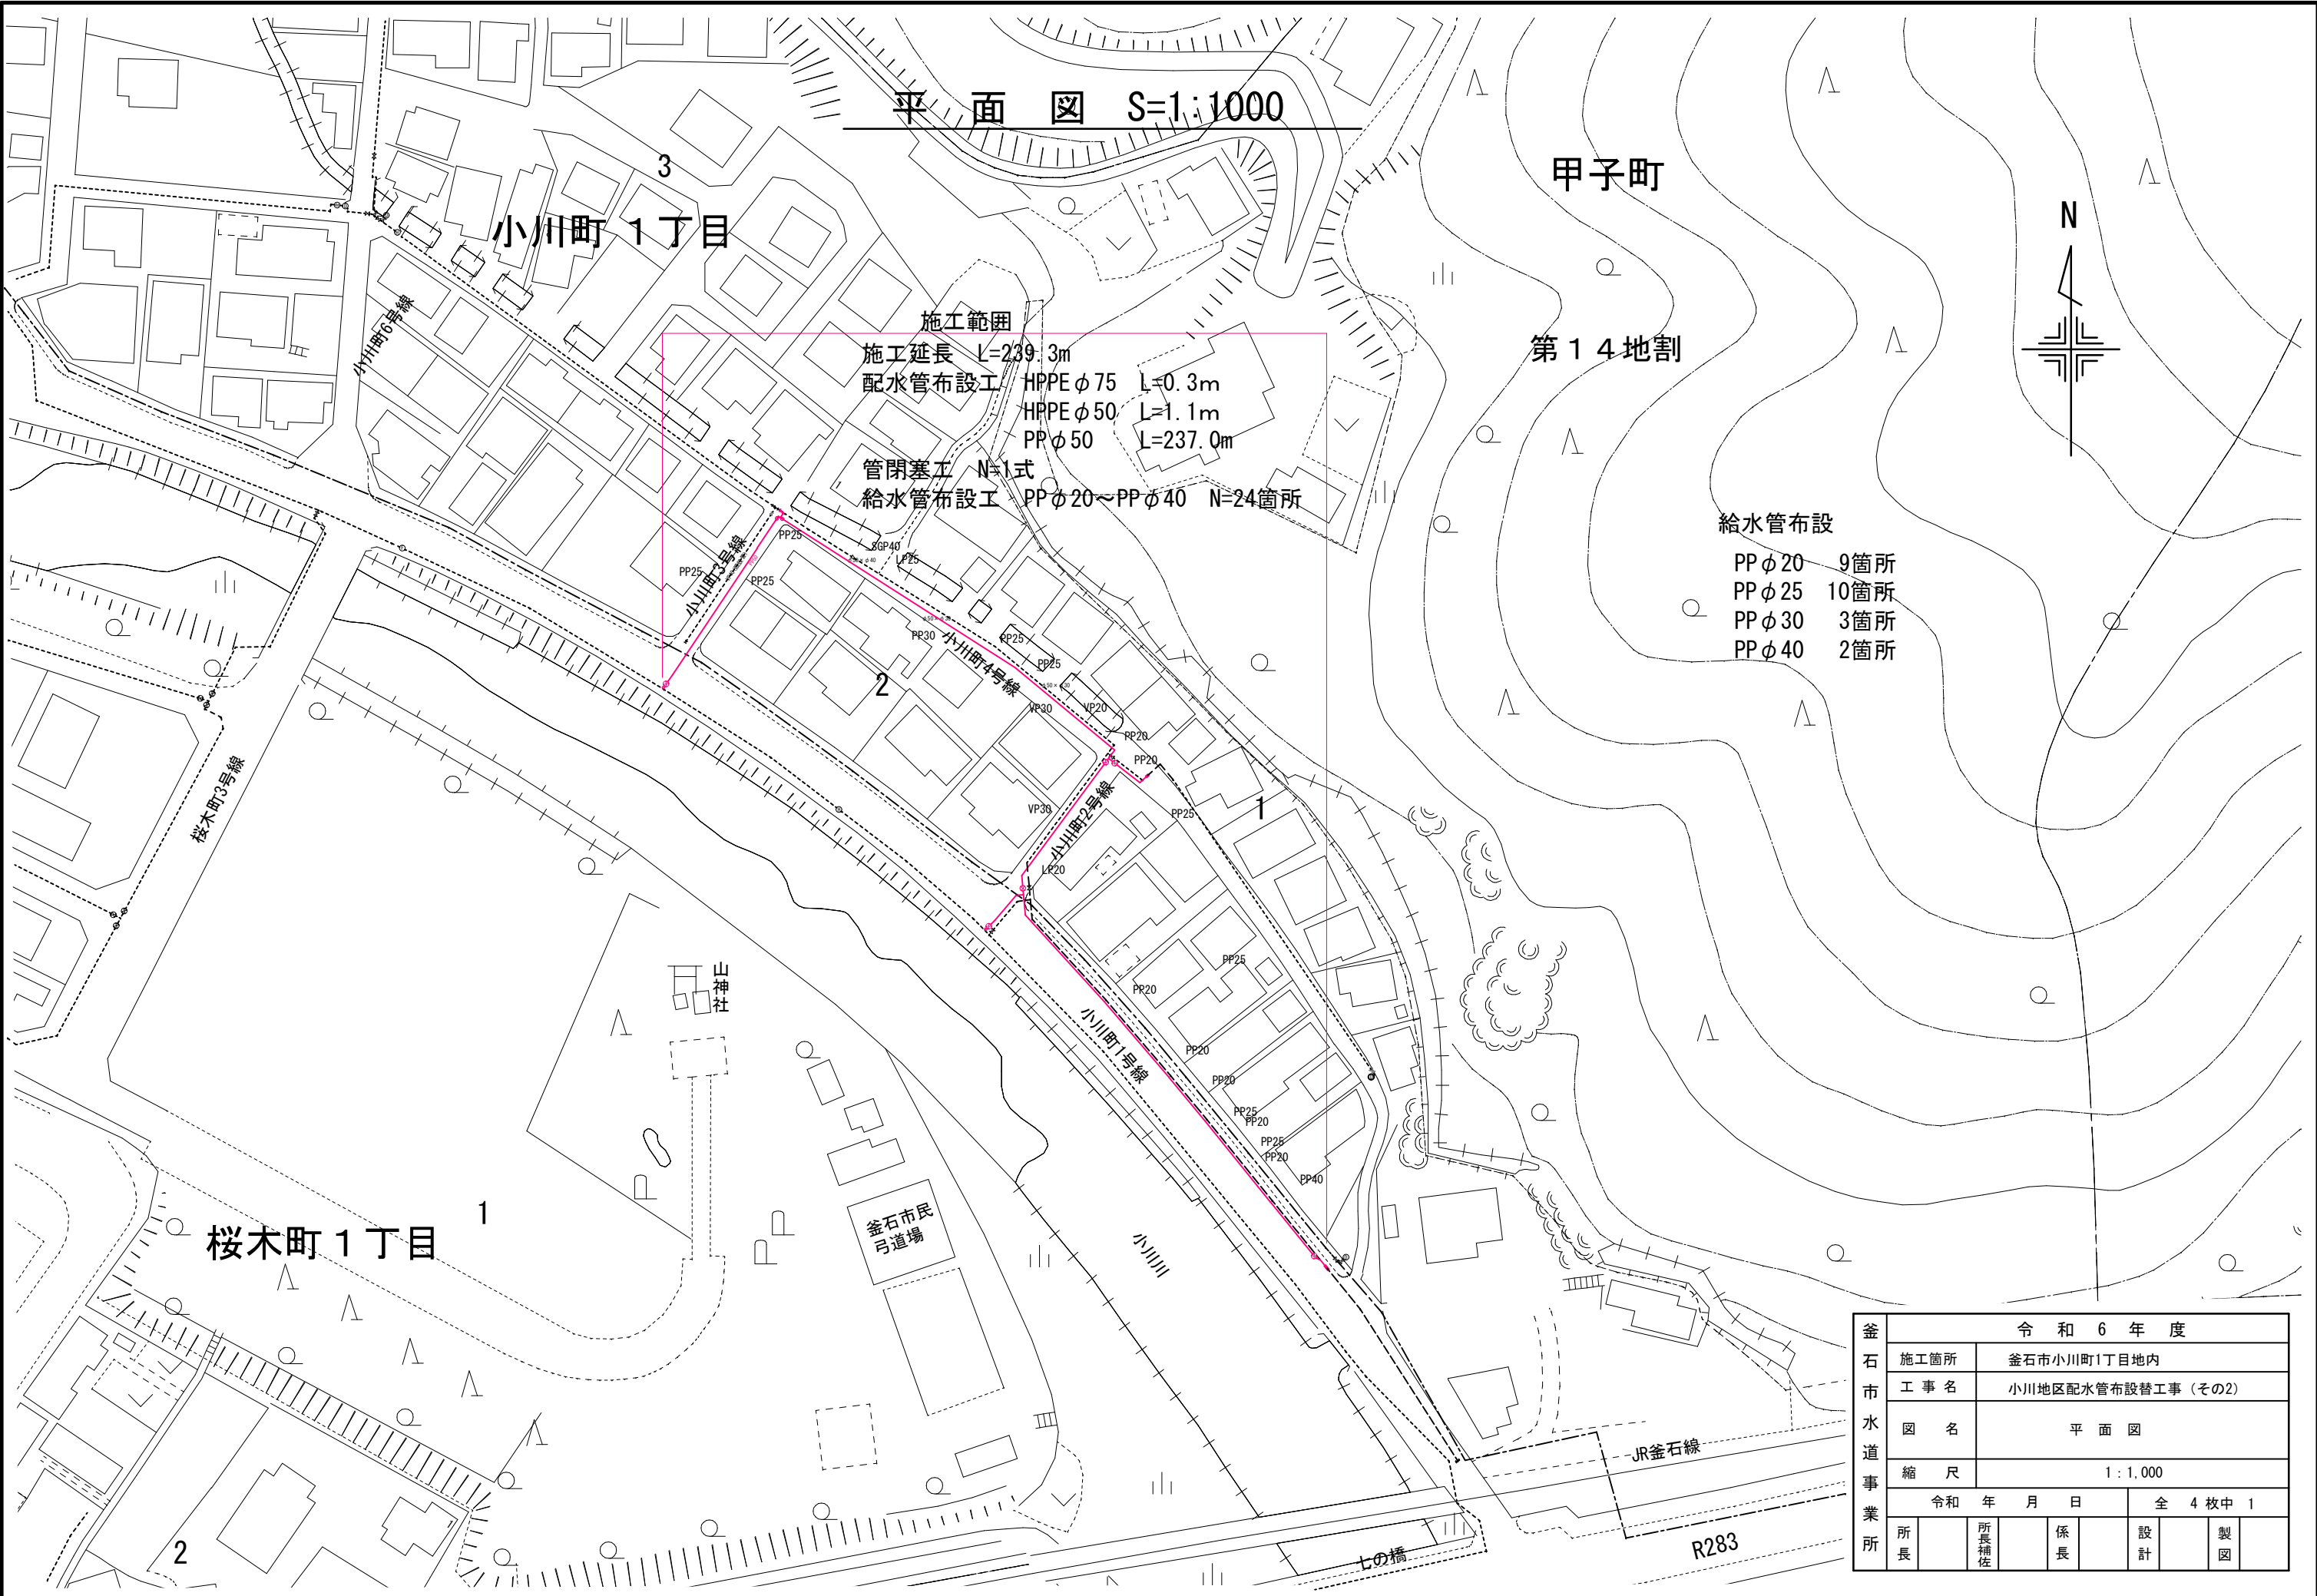 平 面 図 S=1:1000
甲子町
N
3
小川町１丁目
小川町6号線
施工範囲
施工延長 L=239.3m
配水管布設工 HPPEφ75 L=0.3m
HPPEφ50 L=1.1m
PPφ50 L=237.0m
管閉塞工 N=1式
給水管布設工 PPφ20～PPφ40 N=24箇所
第１４地割
給水管布設
PPφ20 9箇所
PPφ25 10箇所
PPφ30 3箇所
PPφ40 2箇所
PP25
SGP40
LP25
PP25
PP25
小川町3号線
PP30
小川町4号線
PP25
PP25
2
VP30
VP20
PP20
PP20
VP30
小川町2号線
PP25
1
LP20
桜木町3号線
PP25
PP20
山神社
小川町1号線
PP20
PP20
PP25
PP20
PP25
PP20
PP40
1
桜木町１丁目
釜石市民
弓道場
小川川
2
JR釜石線
七の橋
R283
釜石市水道事業所
令和6年度
施工箇所 釜石市小川町1丁目地内
工事名 小川地区配水管布設替工事（その2）
図名 平面図
縮尺 1：1,000
令和 年 月 日 全 4 枚中 1
所長 所長補佐 係長 設計 製図